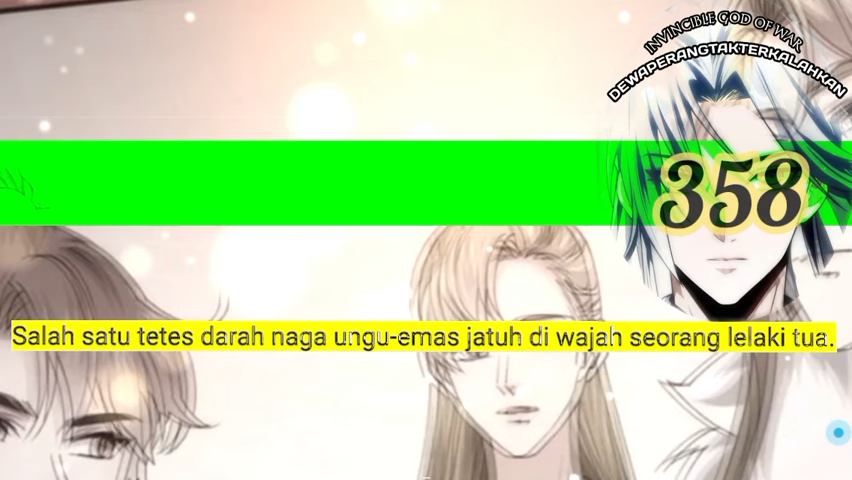 INVINCIBLE GOD OF WAR
DEWAPERANGTAKTERKALAHKAN
358
Salah satu tetes darah naga ungu-emas jatuh di wajah seorang lelaki tua.